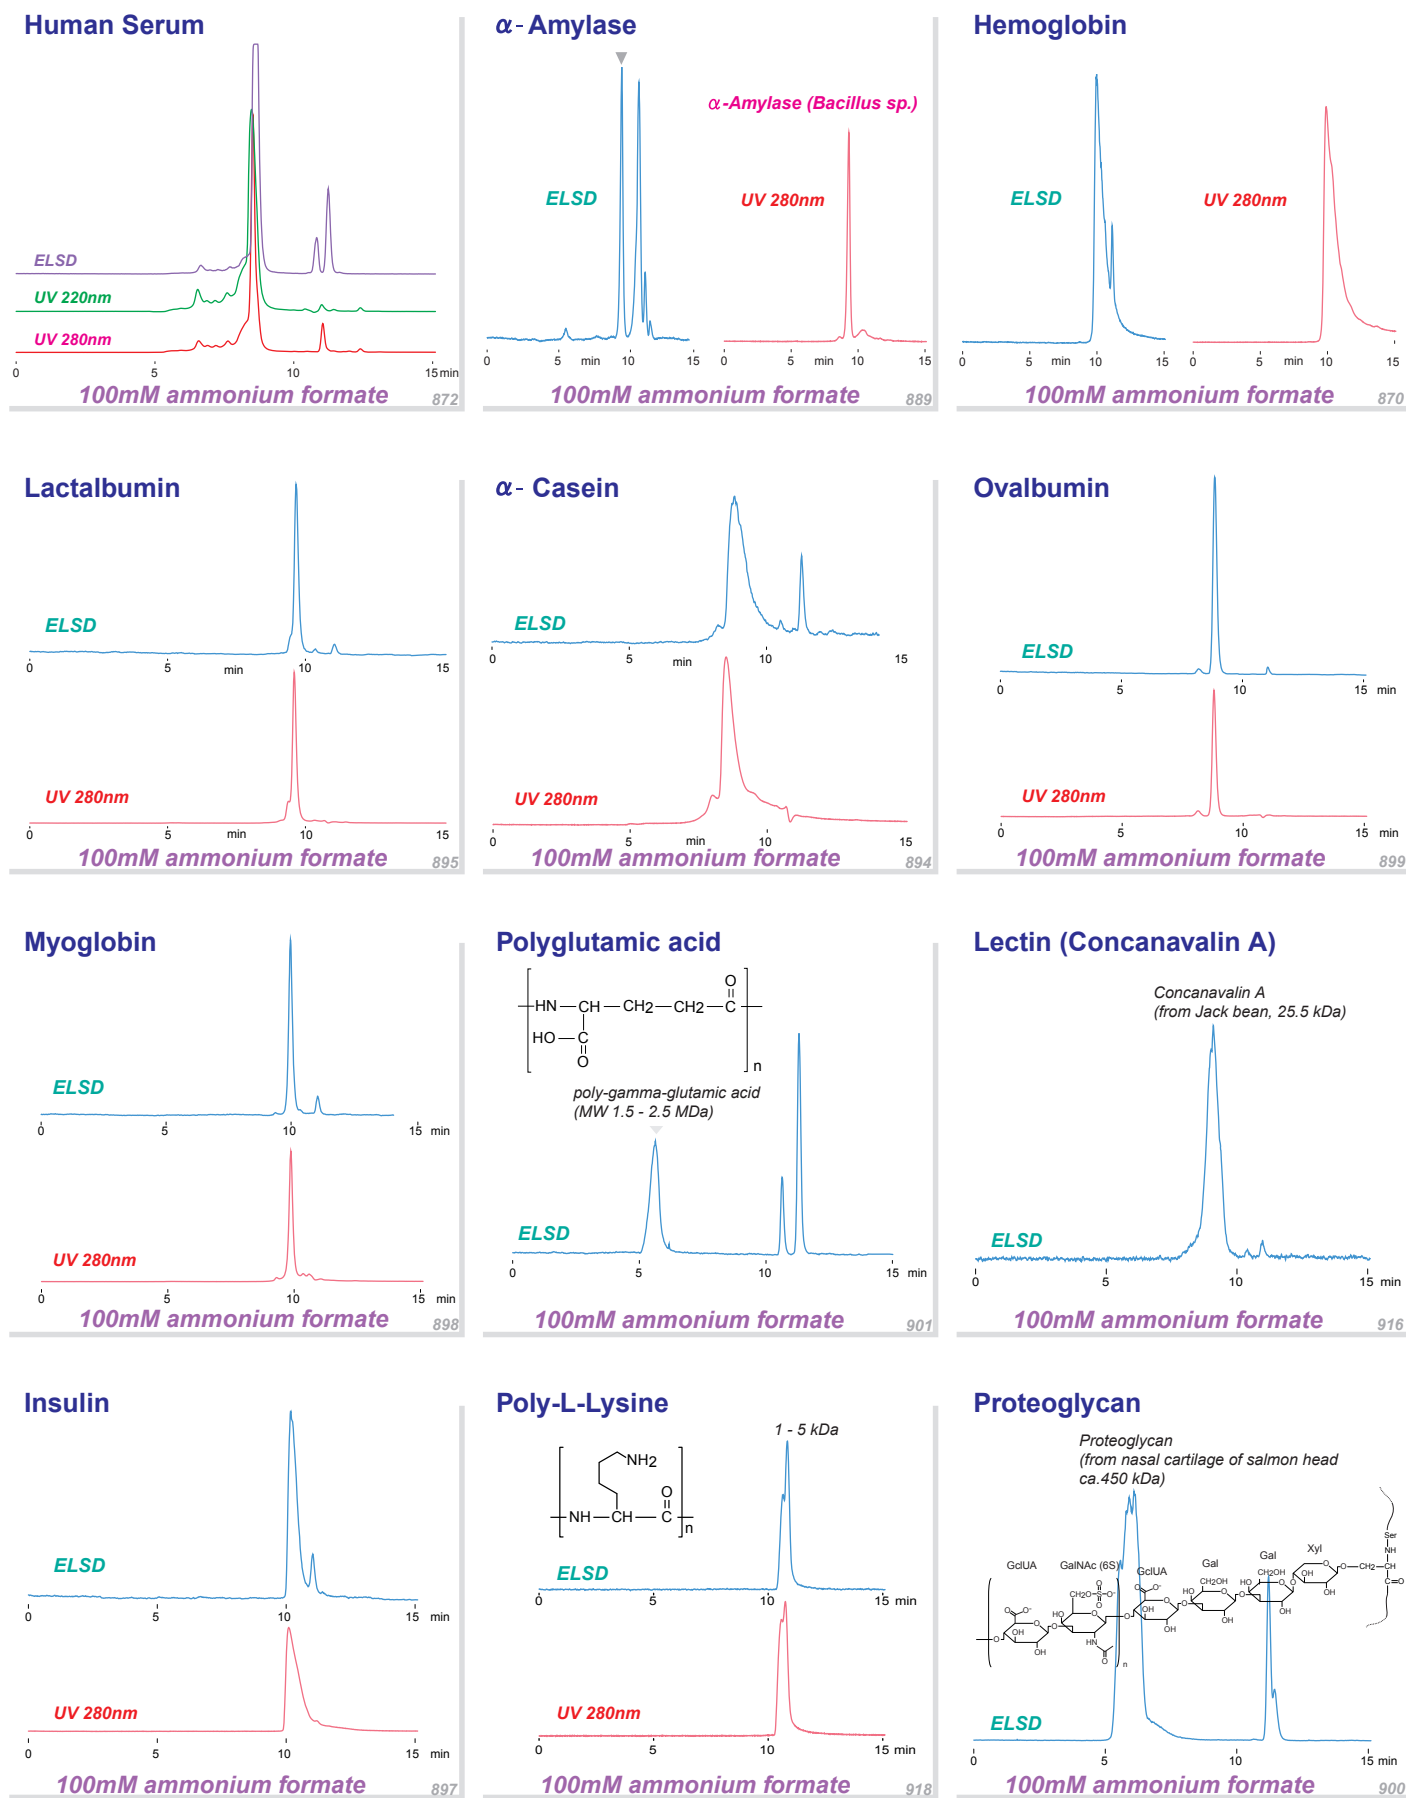 Human Serum
ELSD
UV 220nm
UV 280nm
0 5 10 15 min
100mM ammonium formate
872
α- Amylase
α-Amylase (Bacillus sp.)
ELSD
UV 280nm
0 5 min 10 15
0 5 min 10 15
100mM ammonium formate
889
Hemoglobin
ELSD
UV 280nm
0 5 min 10 15
0 5 min 10 15
100mM ammonium formate
870
Lactalbumin
ELSD
0 5 min 10 15
UV 280nm
0 5 min 10 15
100mM ammonium formate
895
α- Casein
ELSD
0 5 min 10 15
UV 280nm
0 5 min 10 15
100mM ammonium formate
894
Ovalbumin
ELSD
0 5 10 15 min
UV 280nm
0 5 10 15 min
100mM ammonium formate
899
Myoglobin
ELSD
0 5 10 15 min
UV 280nm
0 5 10 15 min
100mM ammonium formate
898
Polyglutamic acid
O
HN CH CH2 CH2 C
HO C
O
n
poly-gamma-glutamic acid
(MW 1.5 - 2.5 MDa)
ELSD
0 5 10 15 min
100mM ammonium formate
901
Lectin (Concanavalin A)
Concanavalin A
(from Jack bean, 25.5 kDa)
ELSD
0 5 10 15 min
100mM ammonium formate
916
Insulin
ELSD
0 5 10 15
UV 280nm
0 5 10 15 min
100mM ammonium formate
897
Poly-L-Lysine
1 - 5 kDa
NH2
O
NH CH C
n
ELSD
0 5 10 15
UV 280nm
0 5 10 15 min
100mM ammonium formate
918
Proteoglycan
Proteoglycan
(from nasal cartilage of salmon head
ca.450 kDa)
Ser
NH
Xyl
GclUA GalNAc (6S) GclUA Gal Gal
n
ELSD
0 5 10 15 min
100mM ammonium formate
900